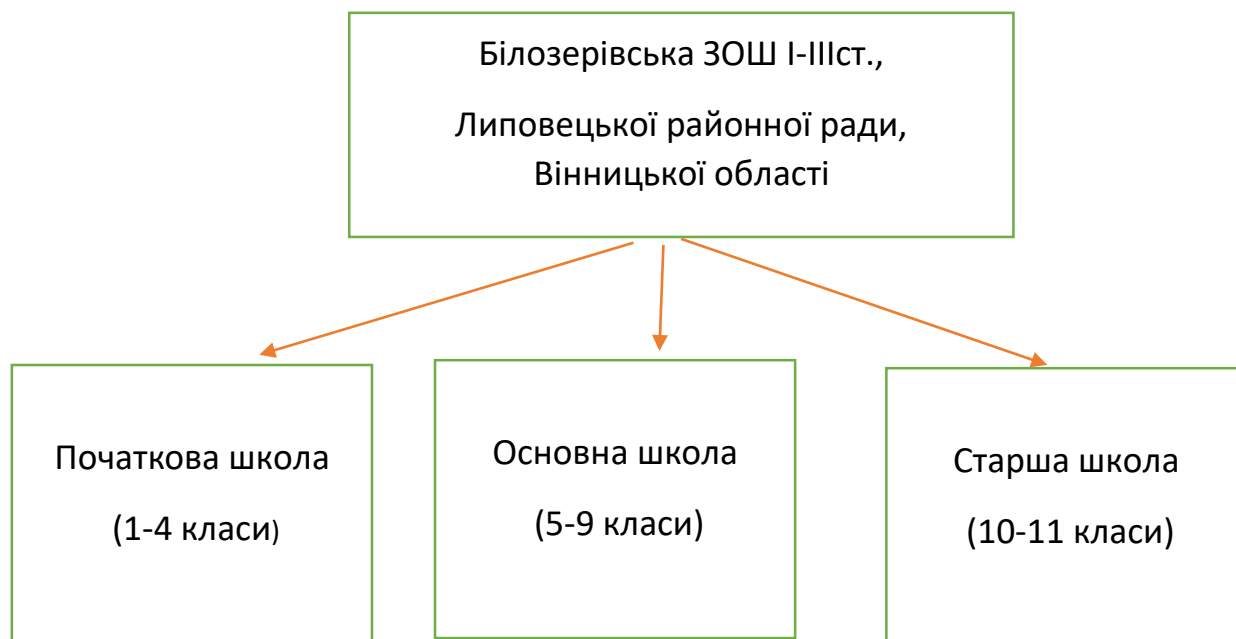 Білозерівська ЗОШ І-ІІІст.,
Липовецької районної ради,
Вінницької області
Початкова школа
(1-4 класи)
Основна школа
(5-9 класи)
Старша школа
(10-11 класи)